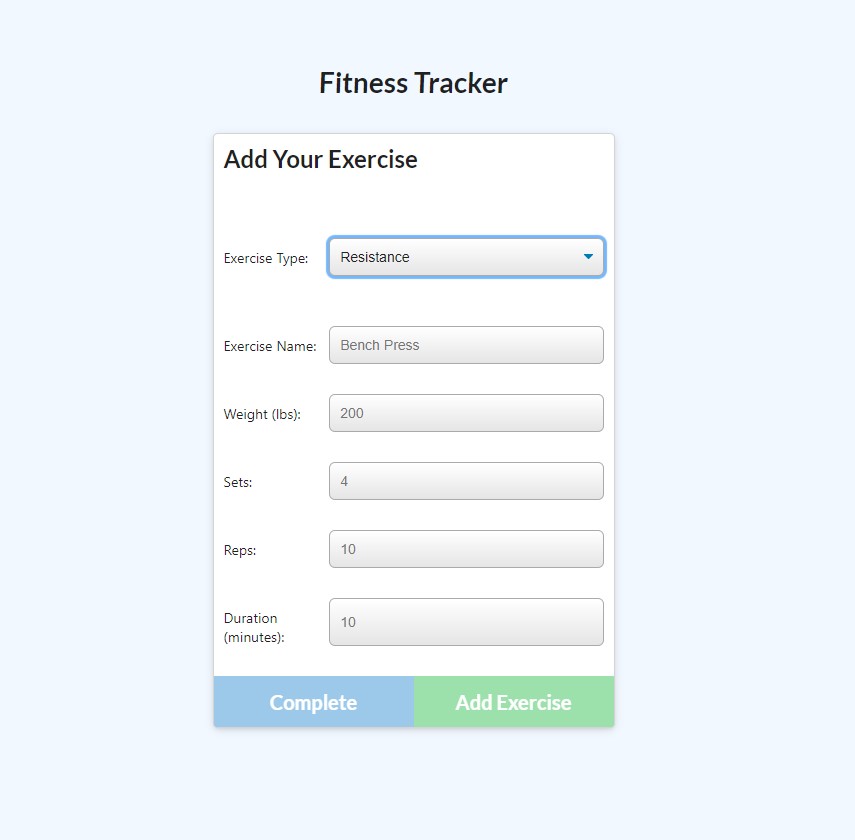 Fitness Tracker
Add Your Exercise
Exercise Type: Resistance
Exercise Name: Bench Press
Weight (lbs): 200
Sets: 4
Reps: 10
Duration
(minutes): 10
Complete Add Exercise